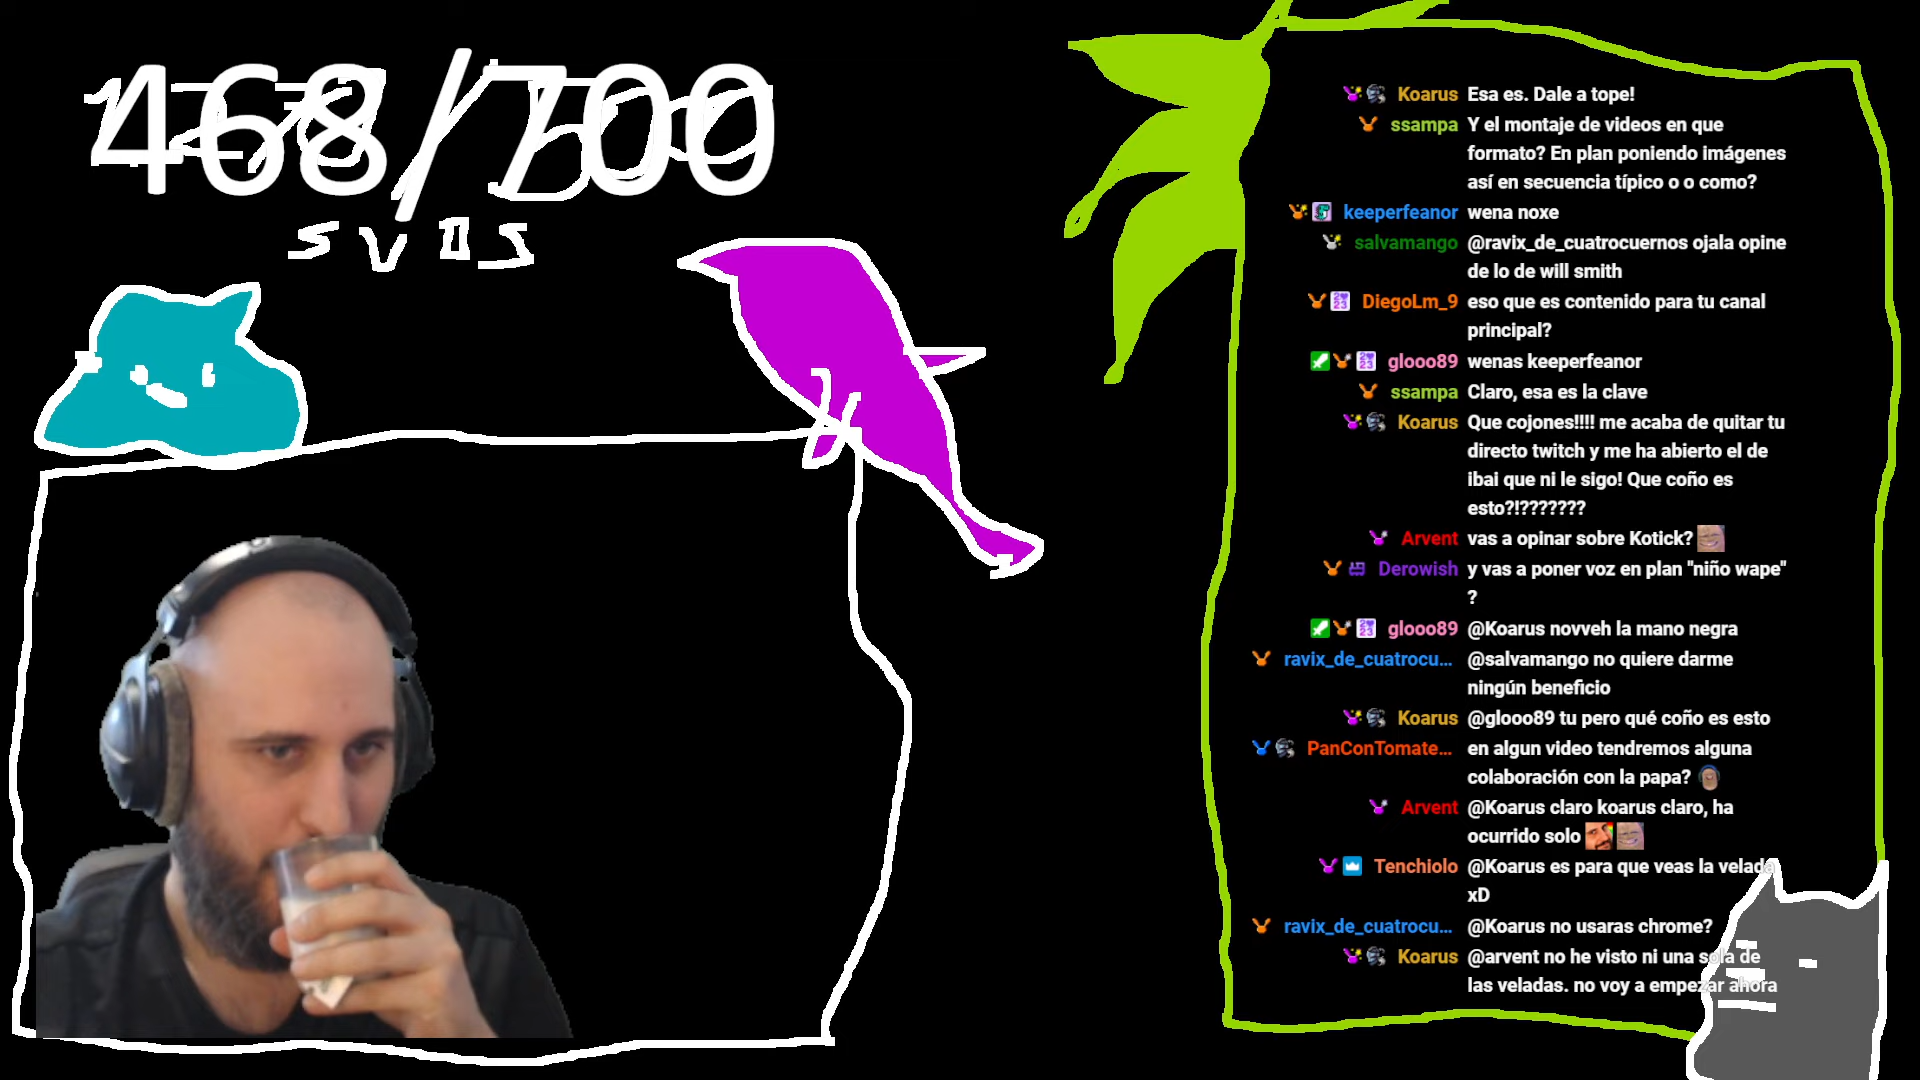 468/700
SUBS
Koarus Esa es. Dale a tope!
ssampa Y el montaje de videos en que
formato? En plan poniendo imágenes
así en secuencia típico o o como?
keeperfeanor wena noxe
salvamango @ravix_de_cuatrocuernos ojala opine
de lo de will smith
DiegoLm_9 eso que es contenido para tu canal
principal?
glooo89 wenas keeperfeanor
ssampa Claro, esa es la clave
Koarus Que cojones!!!! me acaba de quitar tu
directo twitch y me ha abierto el de
ibai que ni le sigo! Que coño es
esto?!???????
Arvent vas a opinar sobre Kotick?
Derowish y vas a poner voz en plan "niño wape"
?
glooo89 @Koarus novveh la mano negra
ravix_de_cuatrocu... @salvamango no quiere darme
ningún beneficio
Koarus @glooo89 tu pero qué coño es esto
PanConTomate... en algun video tendremos alguna
colaboración con la papa?
Arvent @Koarus claro koarus claro, ha
ocurrido solo
Tenchiolo @Koarus es para que veas la velada
xD
ravix_de_cuatrocu... @Koarus no usaras chrome?
Koarus @arvent no he visto ni una sola de
las veladas. no voy a empezar ahora